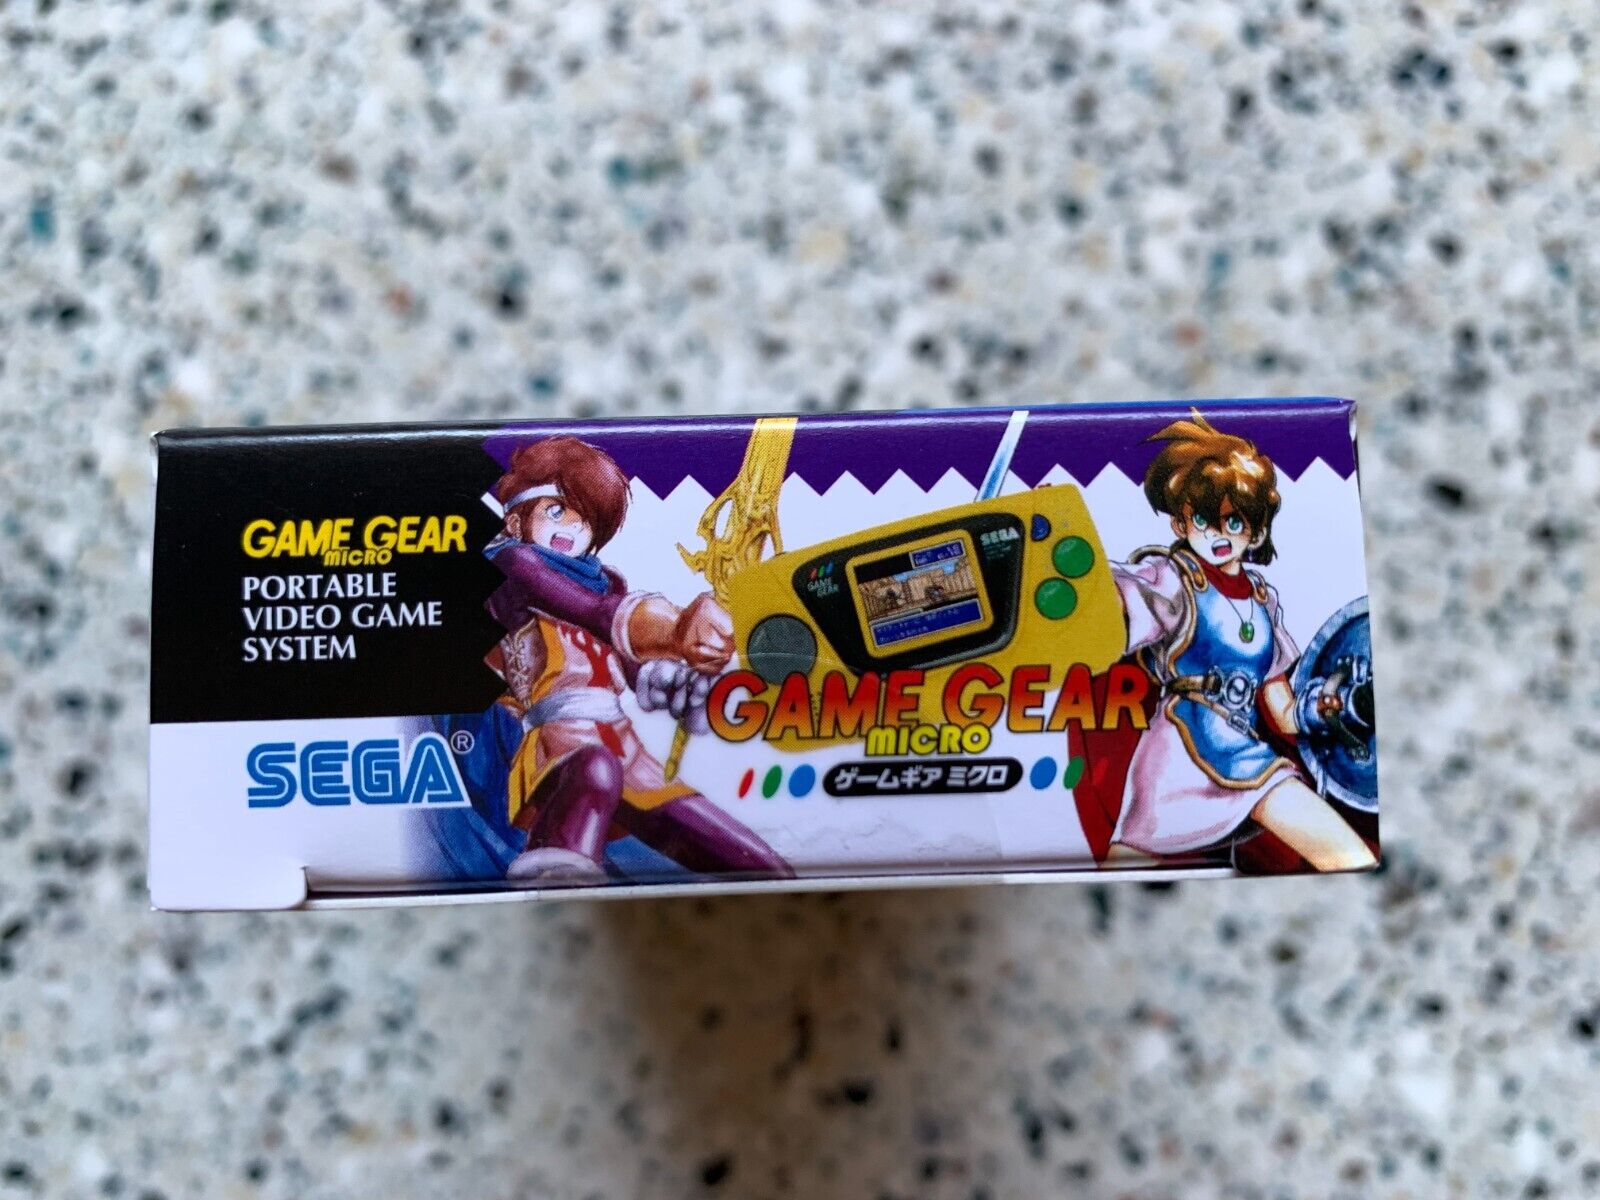 GAME GEAR
MICRO
PORTABLE
VIDEO GAME
SYSTEM
SEGA®
GAME
GEAR
SEGA
GAME GEAR
MICRO
ゲームギア ミクロ